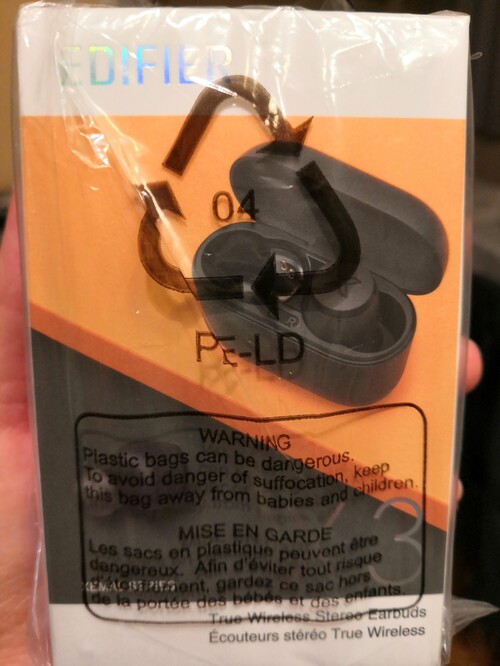 EDIFIER
04
PE-LD
WARNING
Plastic bags can be dangerous.
To avoid danger of suffocation, keep
this bag away from babies and children.
MISE EN GARDE
Les sacs en plastique peuvent être
dangereux. Afin d'éviter tout risque
d'étouffement, gardez ce sac hors
de la portée des bébés et des enfants.
True Wireless Stereo Earbuds
Écouteurs stéréo True Wireless